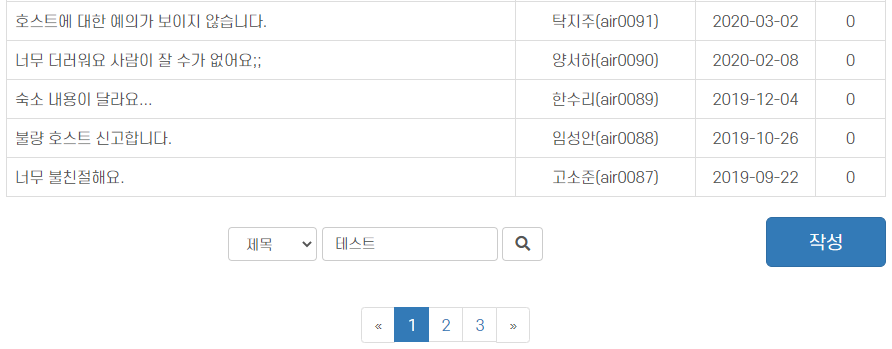 호스트에 대한 예의가 보이지 않습니다. 탁지주(air0091) 2020-03-02 0
너무 더러워요 사람이 잘 수가 없어요;; 양서하(air0090) 2020-02-08 0
숙소 내용이 달라요... 한수리(air0089) 2019-12-04 0
불량 호스트 신고합니다. 임성안(air0088) 2019-10-26 0
너무 불친절해요. 고소준(air0087) 2019-09-22 0
제목 테스트 작성
« 1 2 3 »